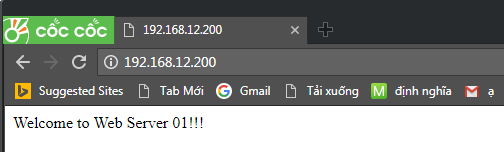 cốc cốc 192.168.12.200
192.168.12.200
Suggested Sites Tab Mới Gmail Tải xuống M định nghĩa M ạ
Welcome to Web Server 01!!!